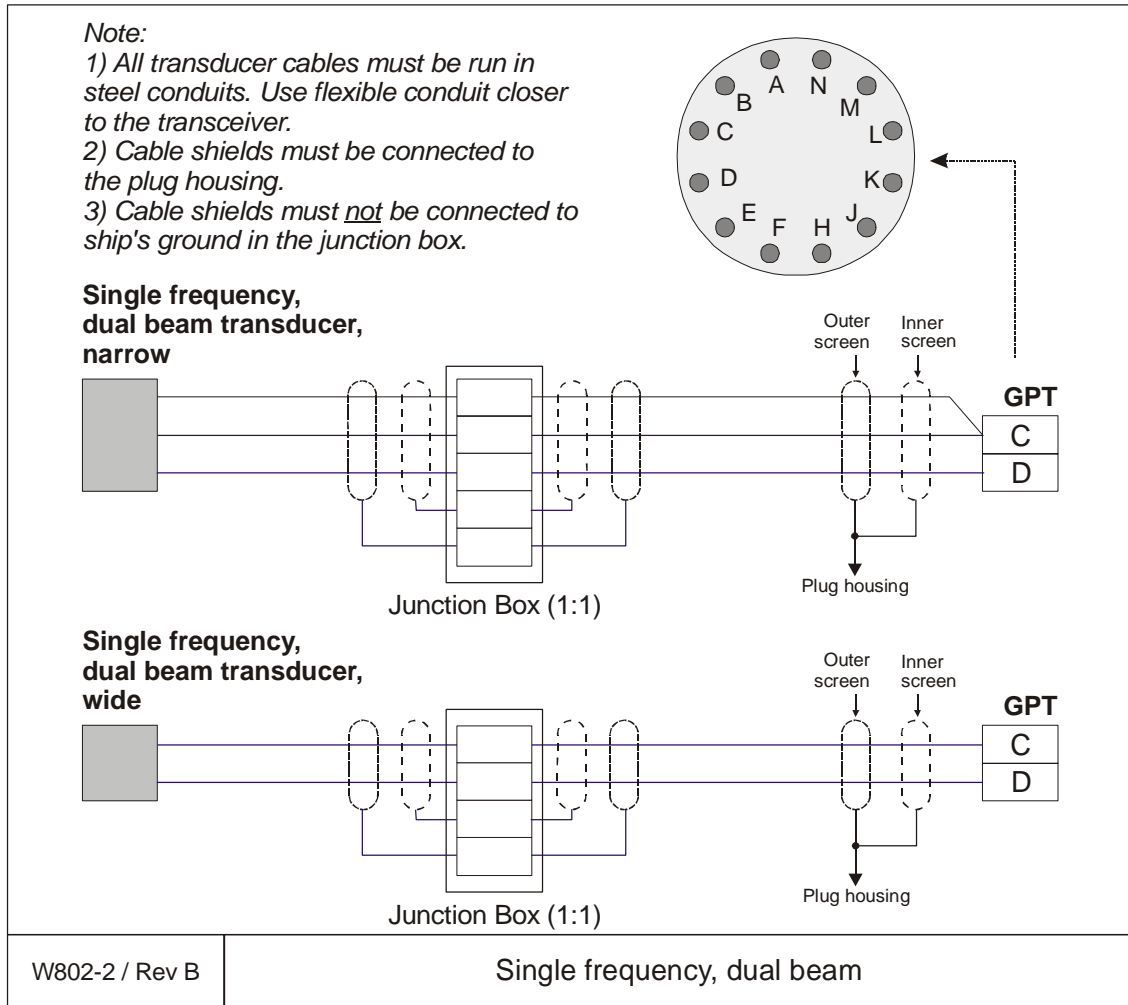 Note:
1) All transducer cables must be run in
steel conduits. Use flexible conduit closer
to the transceiver.
2) Cable shields must be connected to
the plug housing.
3) Cable shields must not be connected to
ship's ground in the junction box.
A
N
B
M
C
L
D
K
E
J
F
H
Single frequency,
dual beam transducer,
narrow
Outer
screen
Inner
screen
GPT
C
D
Plug housing
Junction Box (1:1)
Single frequency,
dual beam transducer,
wide
Outer
screen
Inner
screen
GPT
C
D
Plug housing
Junction Box (1:1)
W802-2 / Rev B
Single frequency, dual beam